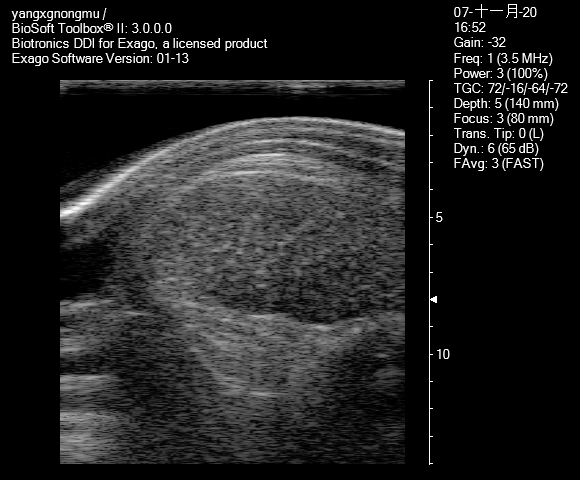 yangxgnongmu /
BioSoft Toolbox® II: 3.0.0.0
Biotronics DDI for Exago, a licensed product
Exago Software Version: 01-13
07-十一月-20
16:52
Gain: -32
Freq: 1 (3.5 MHz)
Power: 3 (100%)
TGC: 72/-16/-64/-72
Depth: 5 (140 mm)
Focus: 3 (80 mm)
Trans. Tip: 0 (L)
Dyn.: 6 (65 dB)
FAvg: 3 (FAST)
5
10